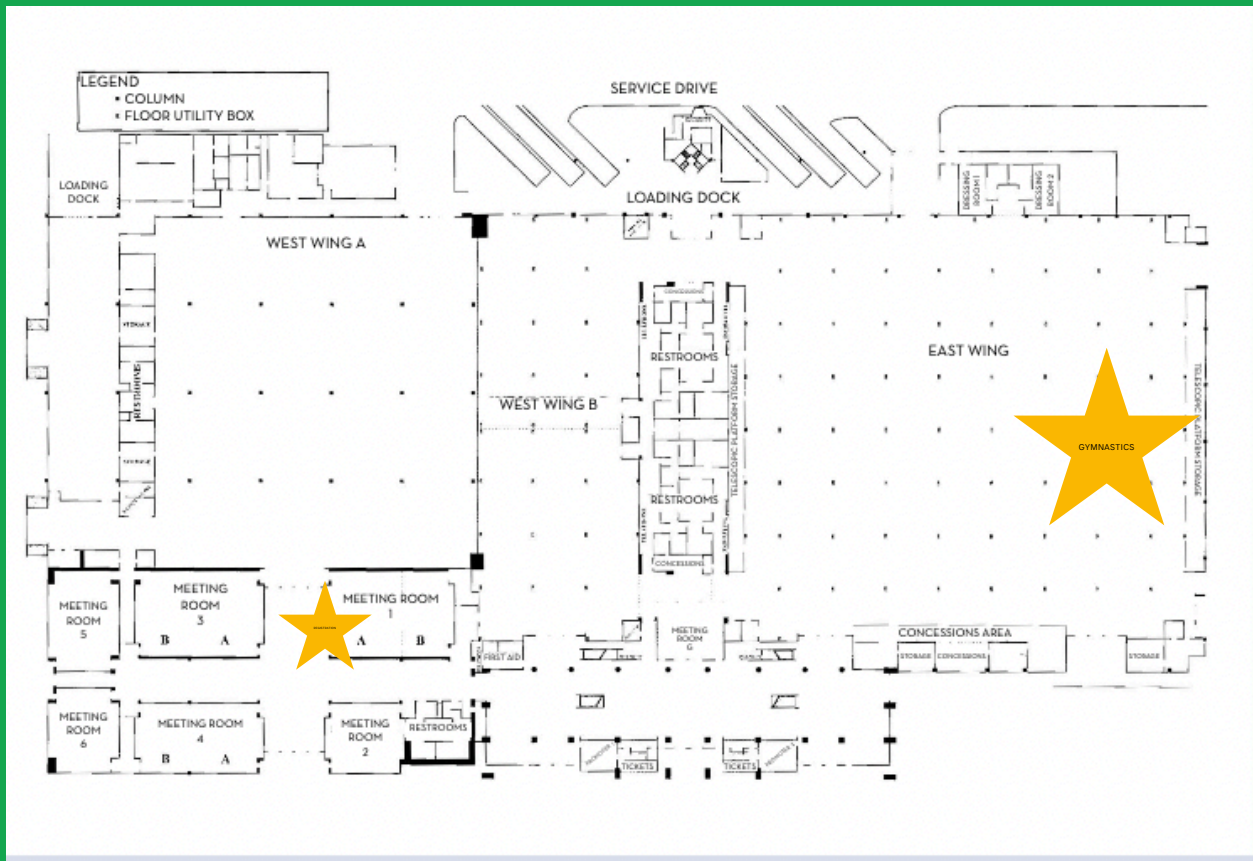 LEGEND
▪ COLUMN
× FLOOR UTILITY BOX
SERVICE DRIVE
LOADING
DOCK
LOADING DOCK
DRESSING
ROOM 1
DRESSING
ROOM 2
WEST WING A
CONCESSIONS
STORAGE
RESTROOMS
EAST WING
RESTROOMS
TELESCOPIC PLATFORM STORAGE
TELESCOPIC PLATFORM STORAGE
WEST WING B
GYMNASTICS
STORAGE
RESTROOMS
CONCESSIONS
MEETING
ROOM
5
MEETING
ROOM
3
B A
MEETING ROOM
1
A B
MEETING
ROOM
G
CONCESSIONS AREA
FIRST AID
STORAGE
CONCESSIONS
STORAGE
MEETING
ROOM
6
MEETING ROOM
4
B A
MEETING
ROOM
2
RESTROOMS
TICKETS
TICKETS